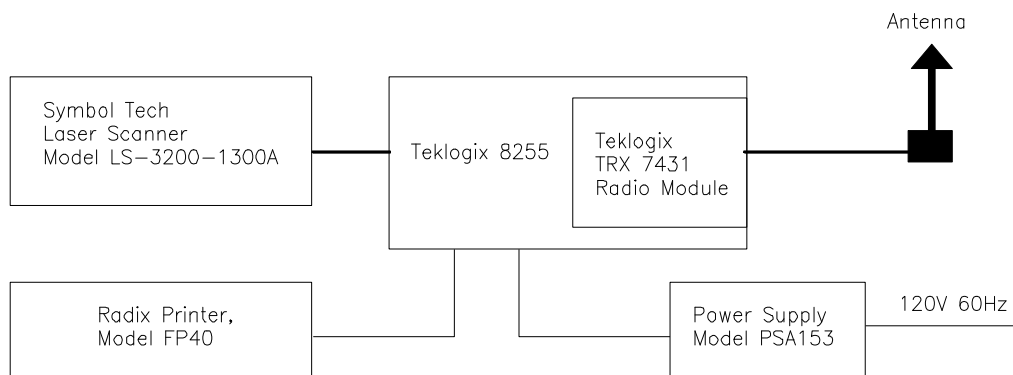 Antenna
Symbol Tech
Laser Scanner
Model LS-3200-1300A
Teklogix 8255
Teklogix
TRX 7431
Radio Module
Radix Printer,
Model FP40
Power Supply
Model PSA153
120V 60Hz